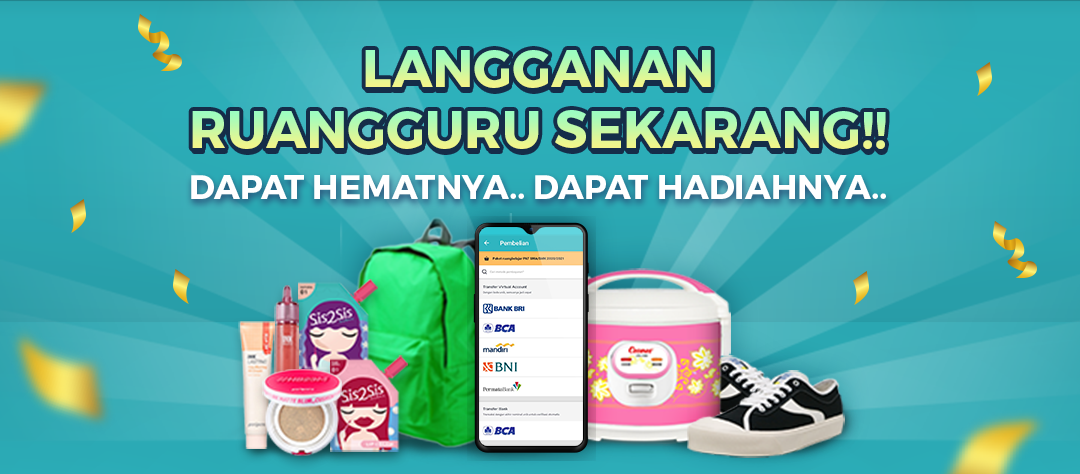 LANGGANAN
RUANGGURU SEKARANG!!
DAPAT HEMATNYA.. DAPAT HADIAHNYA..
Pembelian
Transfer Virtual Account
BANK BRI
BCA
mandiri
BNI
PermataBank
Transfer Bank
BCA
Sis2Sis
Sis2Sis
Cosmos